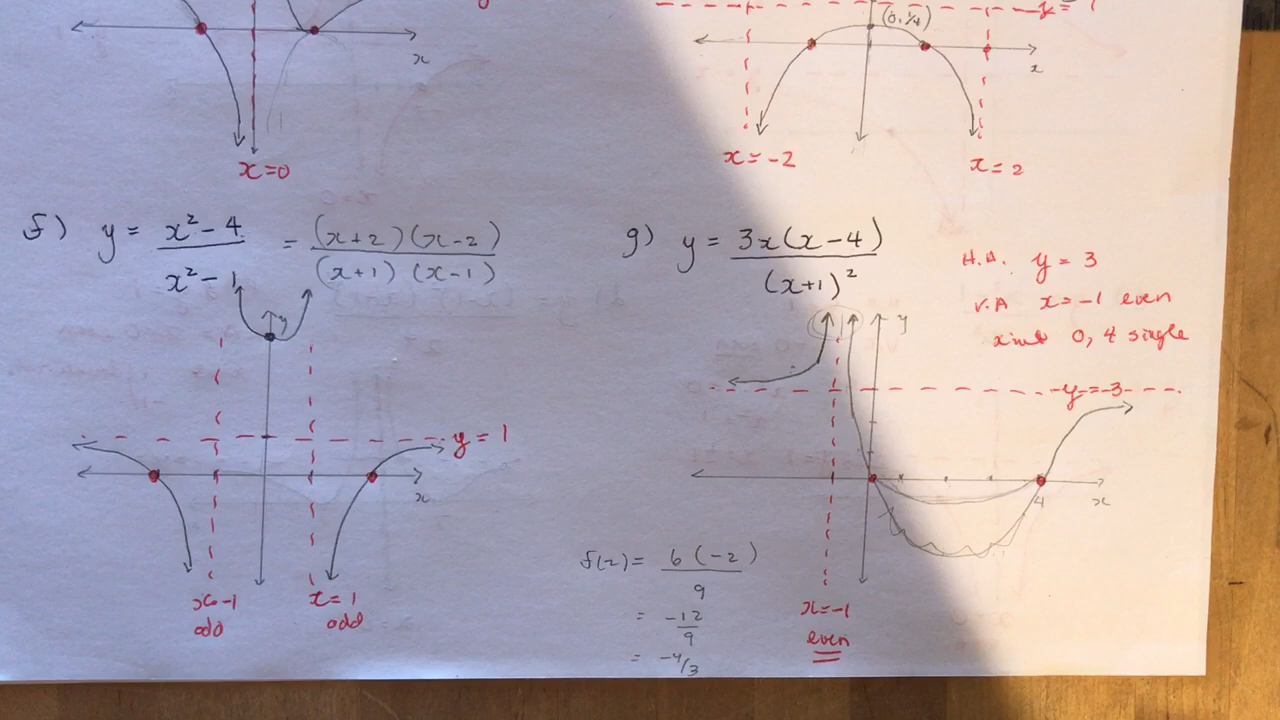 x
x = 0
(0, ¼)
x
x = -2
x = 2
f) y = x² - 4 / x² - 1 = (x+2)(x-2) / (x+1)(x-1)
y
y = 1
x
x = -1
odd
x = 1
odd
g) y = 3x(x-4) / (x+1)²
H.A. y = 3
V.A x = -1 even
xint 0, 4 single
y
y = 3
4
x
f(2) = 6(-2) / 9
= -12/9
= -4/3
x = -1
even